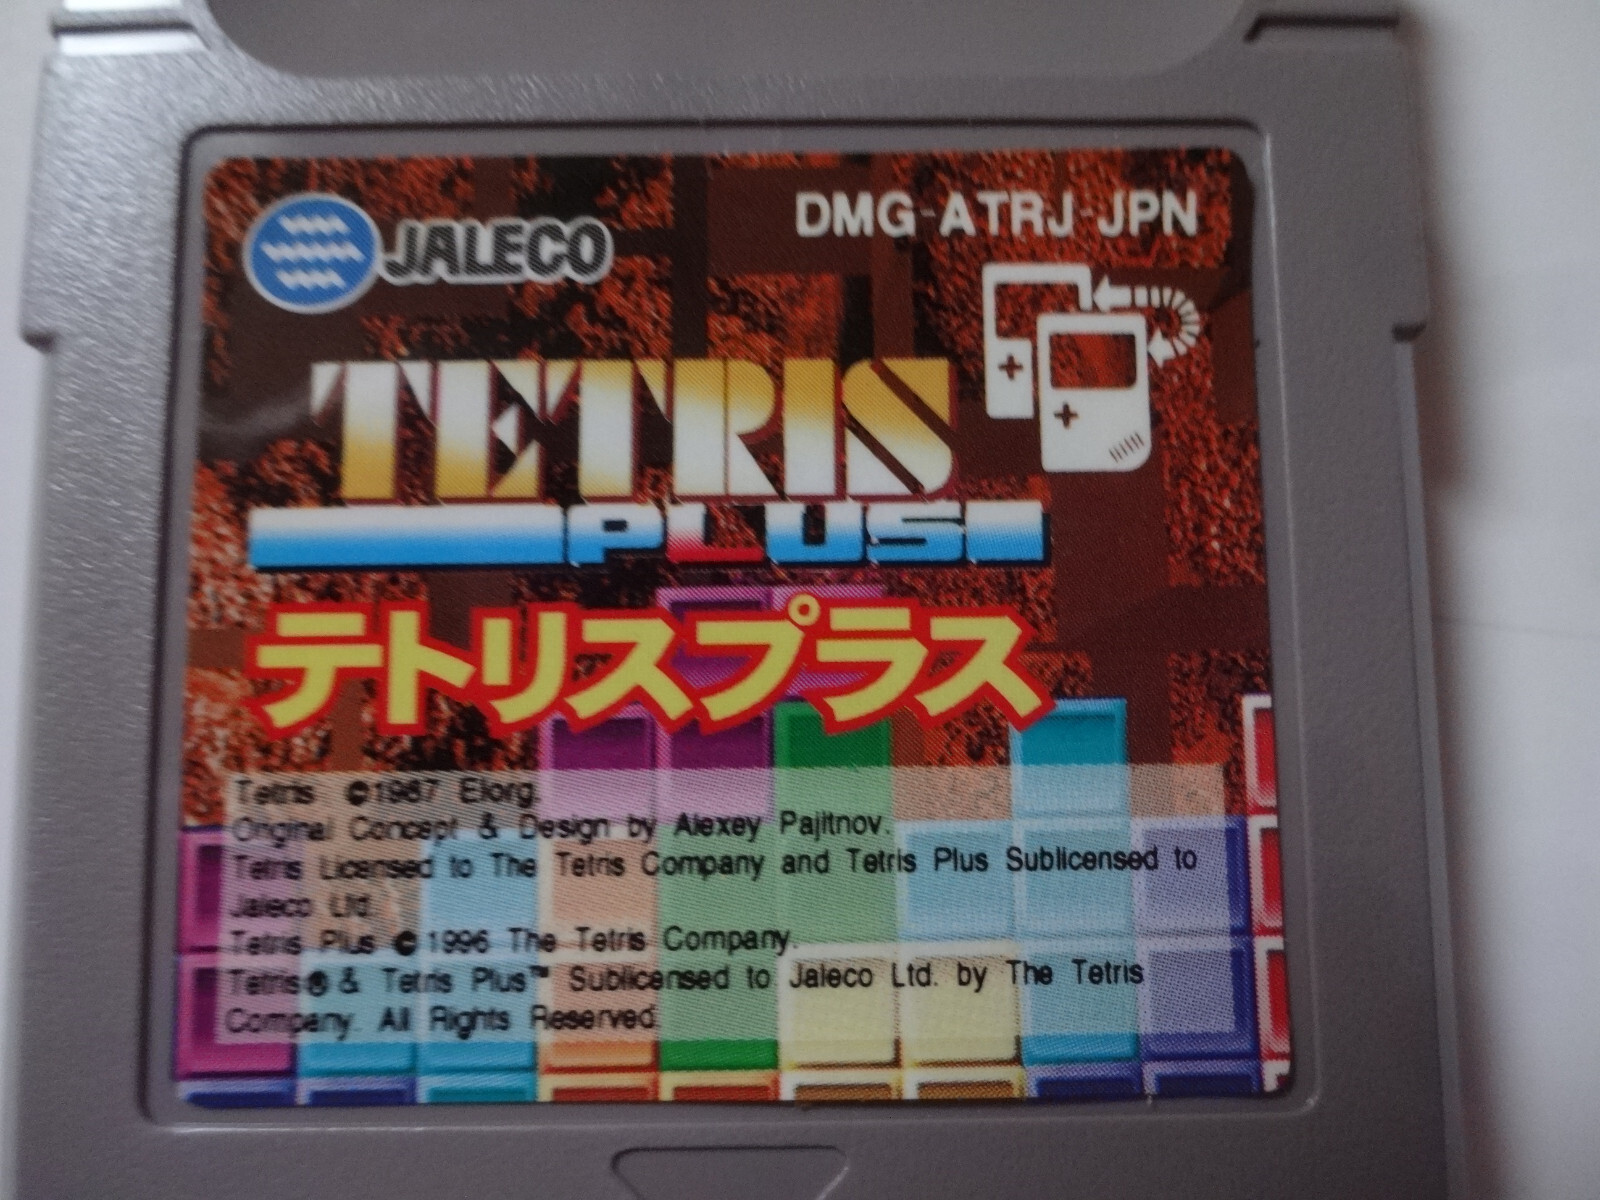 JALECO
DMG-ATRJ-JPN
TETRIS
PLUS
テトリスプラス
Tetris ©1987 Elorg.
Original Concept & Design by Alexey Pajitnov.
Tetris Licensed to The Tetris Company and Tetris Plus Sublicensed to
Jaleco Ltd.
Tetris Plus © 1996 The Tetris Company.
Tetris® & Tetris Plus™ Sublicensed to Jaleco Ltd. by The Tetris
Company. All Rights Reserved.